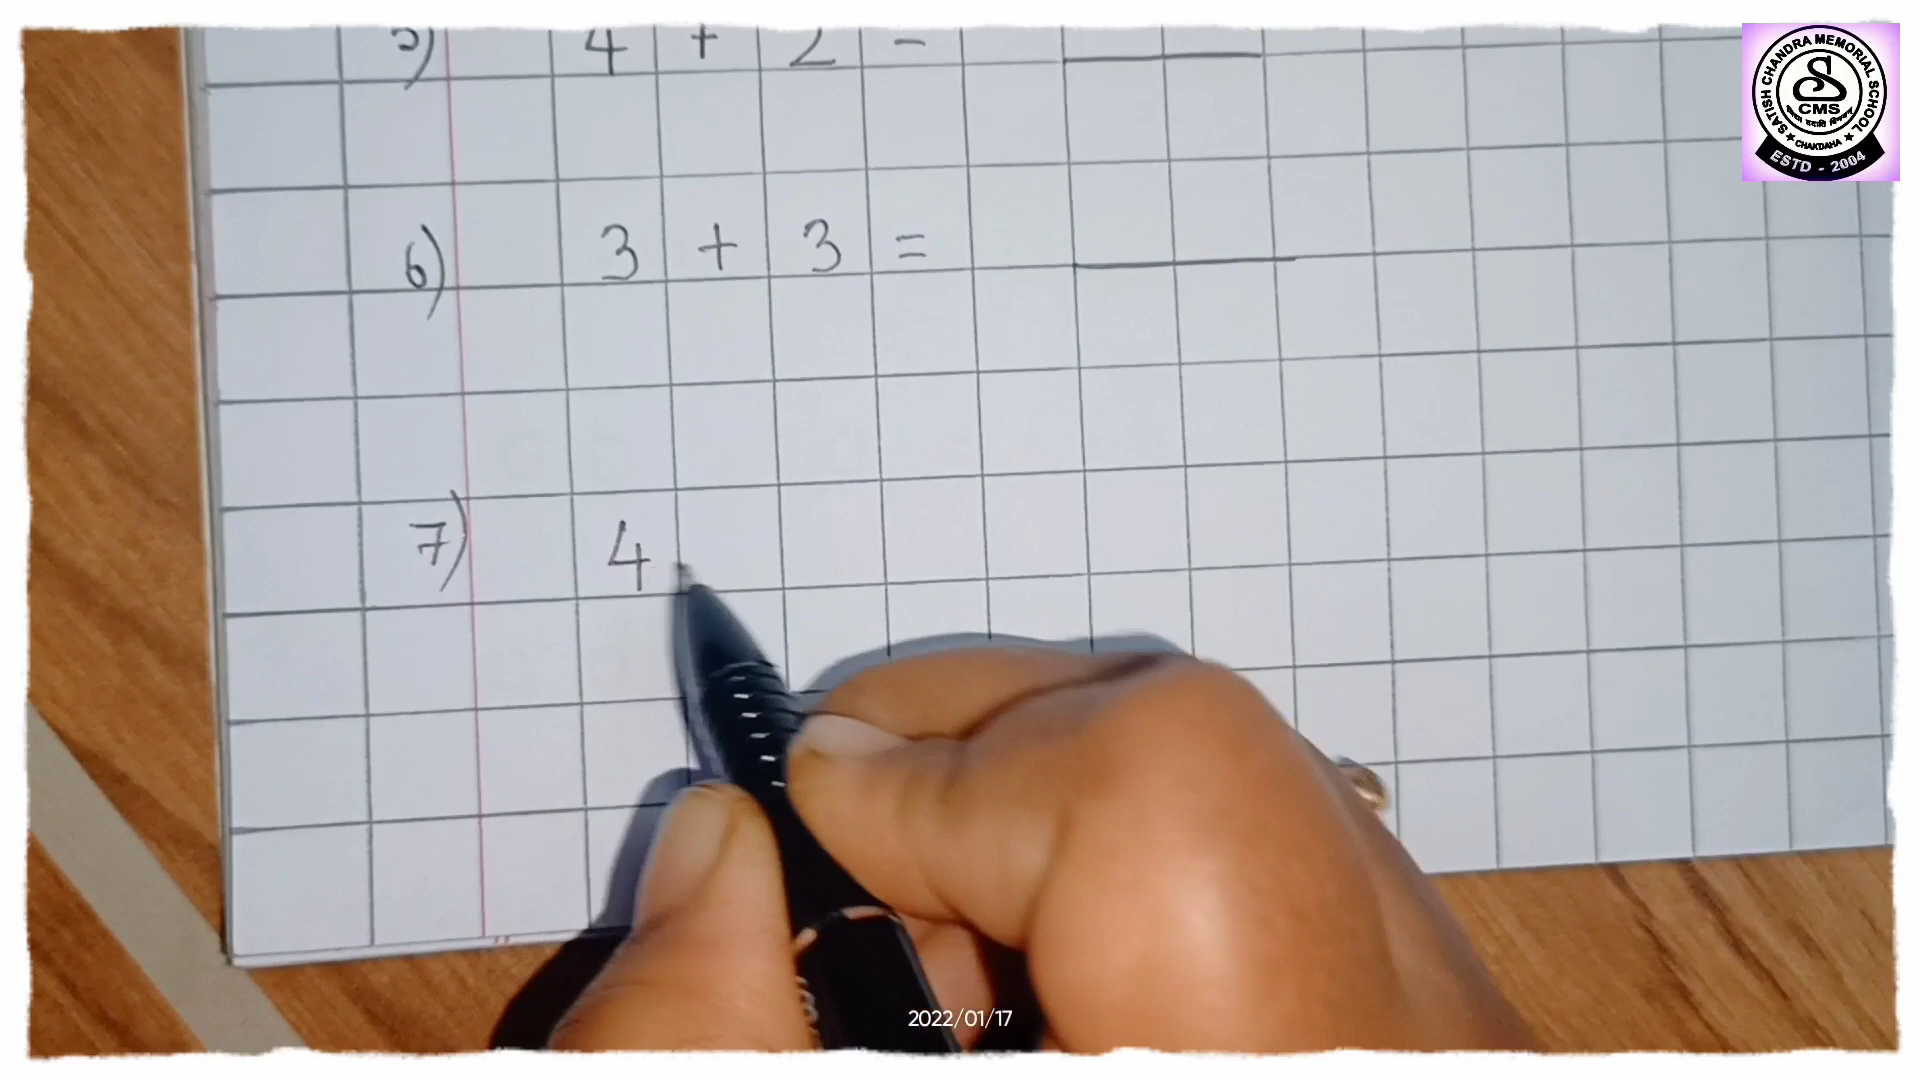 5) 4 + 2 = ____
6) 3 + 3 = ____
7) 4
SATISH CHANDRA MEMORIAL SCHOOL
S
CMS
★ CHAKDAHA ★
ESTD - 2004
2022/01/17